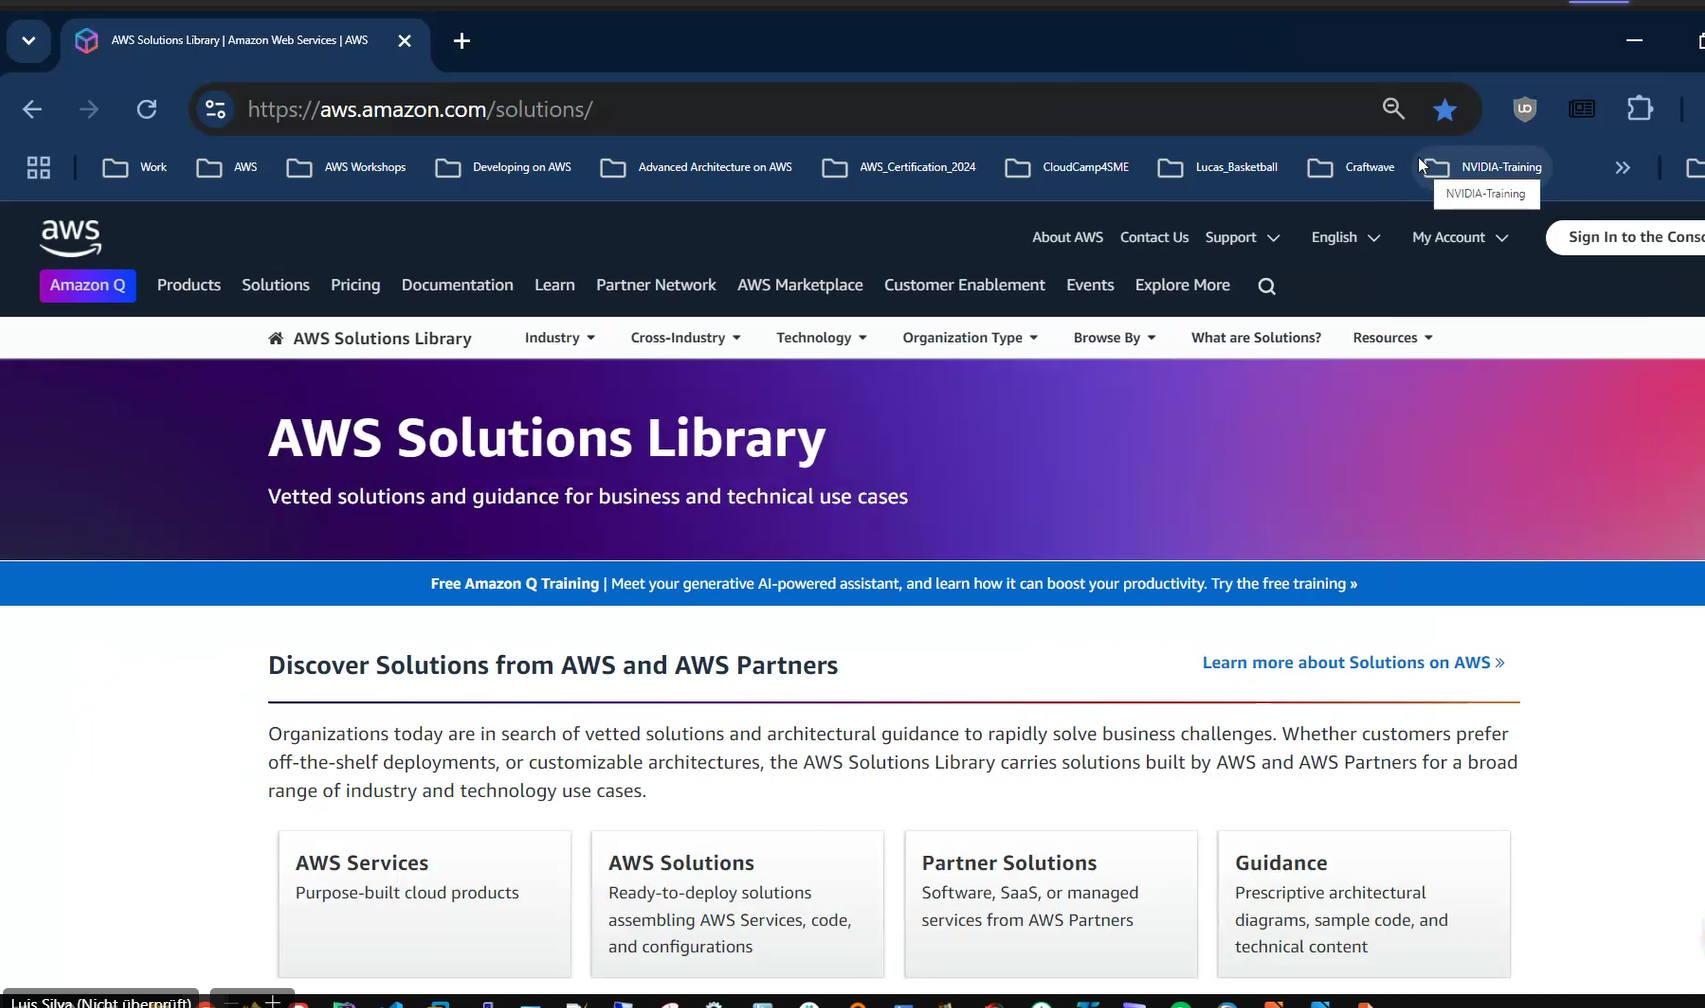 AWS Solutions Library | Amazon Web Services | AWS
https://aws.amazon.com/solutions/
Work AWS AWS Workshops Developing on AWS Advanced Architecture on AWS AWS_Certification_2024 CloudCamp4SME Lucas_Basketball Craftwave NVIDIA-Training
NVIDIA-Training
aws
About AWS Contact Us Support English My Account Sign In to the
Amazon Q Products Solutions Pricing Documentation Learn Partner Network AWS Marketplace Customer Enablement Events Explore More
AWS Solutions Library Industry Cross-Industry Technology Organization Type Browse By What are Solutions? Resources
AWS Solutions Library
Vetted solutions and guidance for business and technical use cases
Free Amazon Q Training | Meet your generative AI-powered assistant, and learn how it can boost your productivity. Try the free training »
Discover Solutions from AWS and AWS Partners
Learn more about Solutions on AWS »
Organizations today are in search of vetted solutions and architectural guidance to rapidly solve business challenges. Whether customers prefer
off-the-shelf deployments, or customizable architectures, the AWS Solutions Library carries solutions built by AWS and AWS Partners for a broad
range of industry and technology use cases.
AWS Services
Purpose-built cloud products
AWS Solutions
Ready-to-deploy solutions
assembling AWS Services, code,
and configurations
Partner Solutions
Software, SaaS, or managed
services from AWS Partners
Guidance
Prescriptive architectural
diagrams, sample code, and
technical content
Luis Silva (Nicht überprüft)